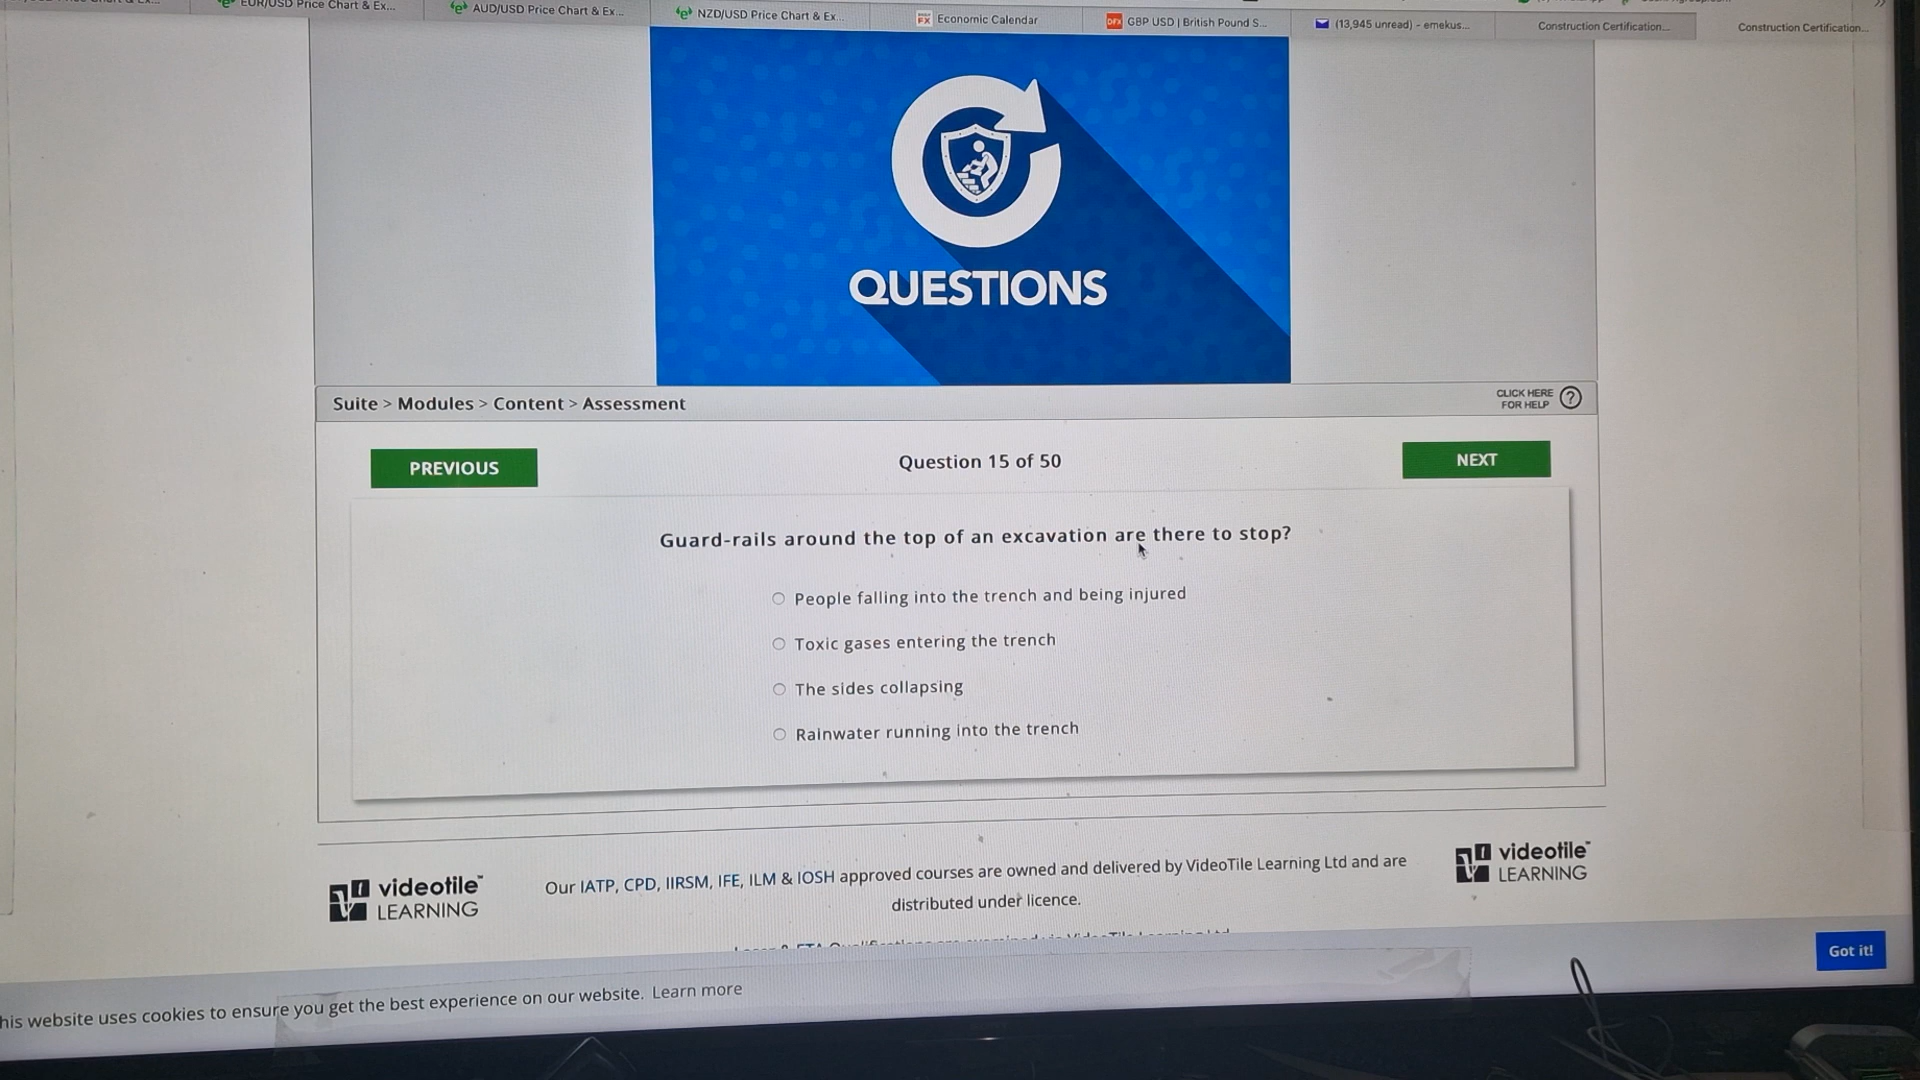 EUR/USD Price Chart & Ex...
AUD/USD Price Chart & Ex...
NZD/USD Price Chart & Ex...
Economic Calendar
GBP USD | British Pound S...
(13,945 unread) - emekus...
Construction Certification...
Construction Certification...
QUESTIONS
Suite > Modules > Content > Assessment
CLICK HERE
FOR HELP ?
PREVIOUS
Question 15 of 50
NEXT
Guard-rails around the top of an excavation are there to stop?
People falling into the trench and being injured
Toxic gases entering the trench
The sides collapsing
Rainwater running into the trench
videotile™
LEARNING
Our IATP, CPD, IIRSM, IFE, ILM & IOSH approved courses are owned and delivered by VideoTile Learning Ltd and are
distributed under licence.
videotile™
LEARNING
Got it!
his website uses cookies to ensure you get the best experience on our website. Learn more